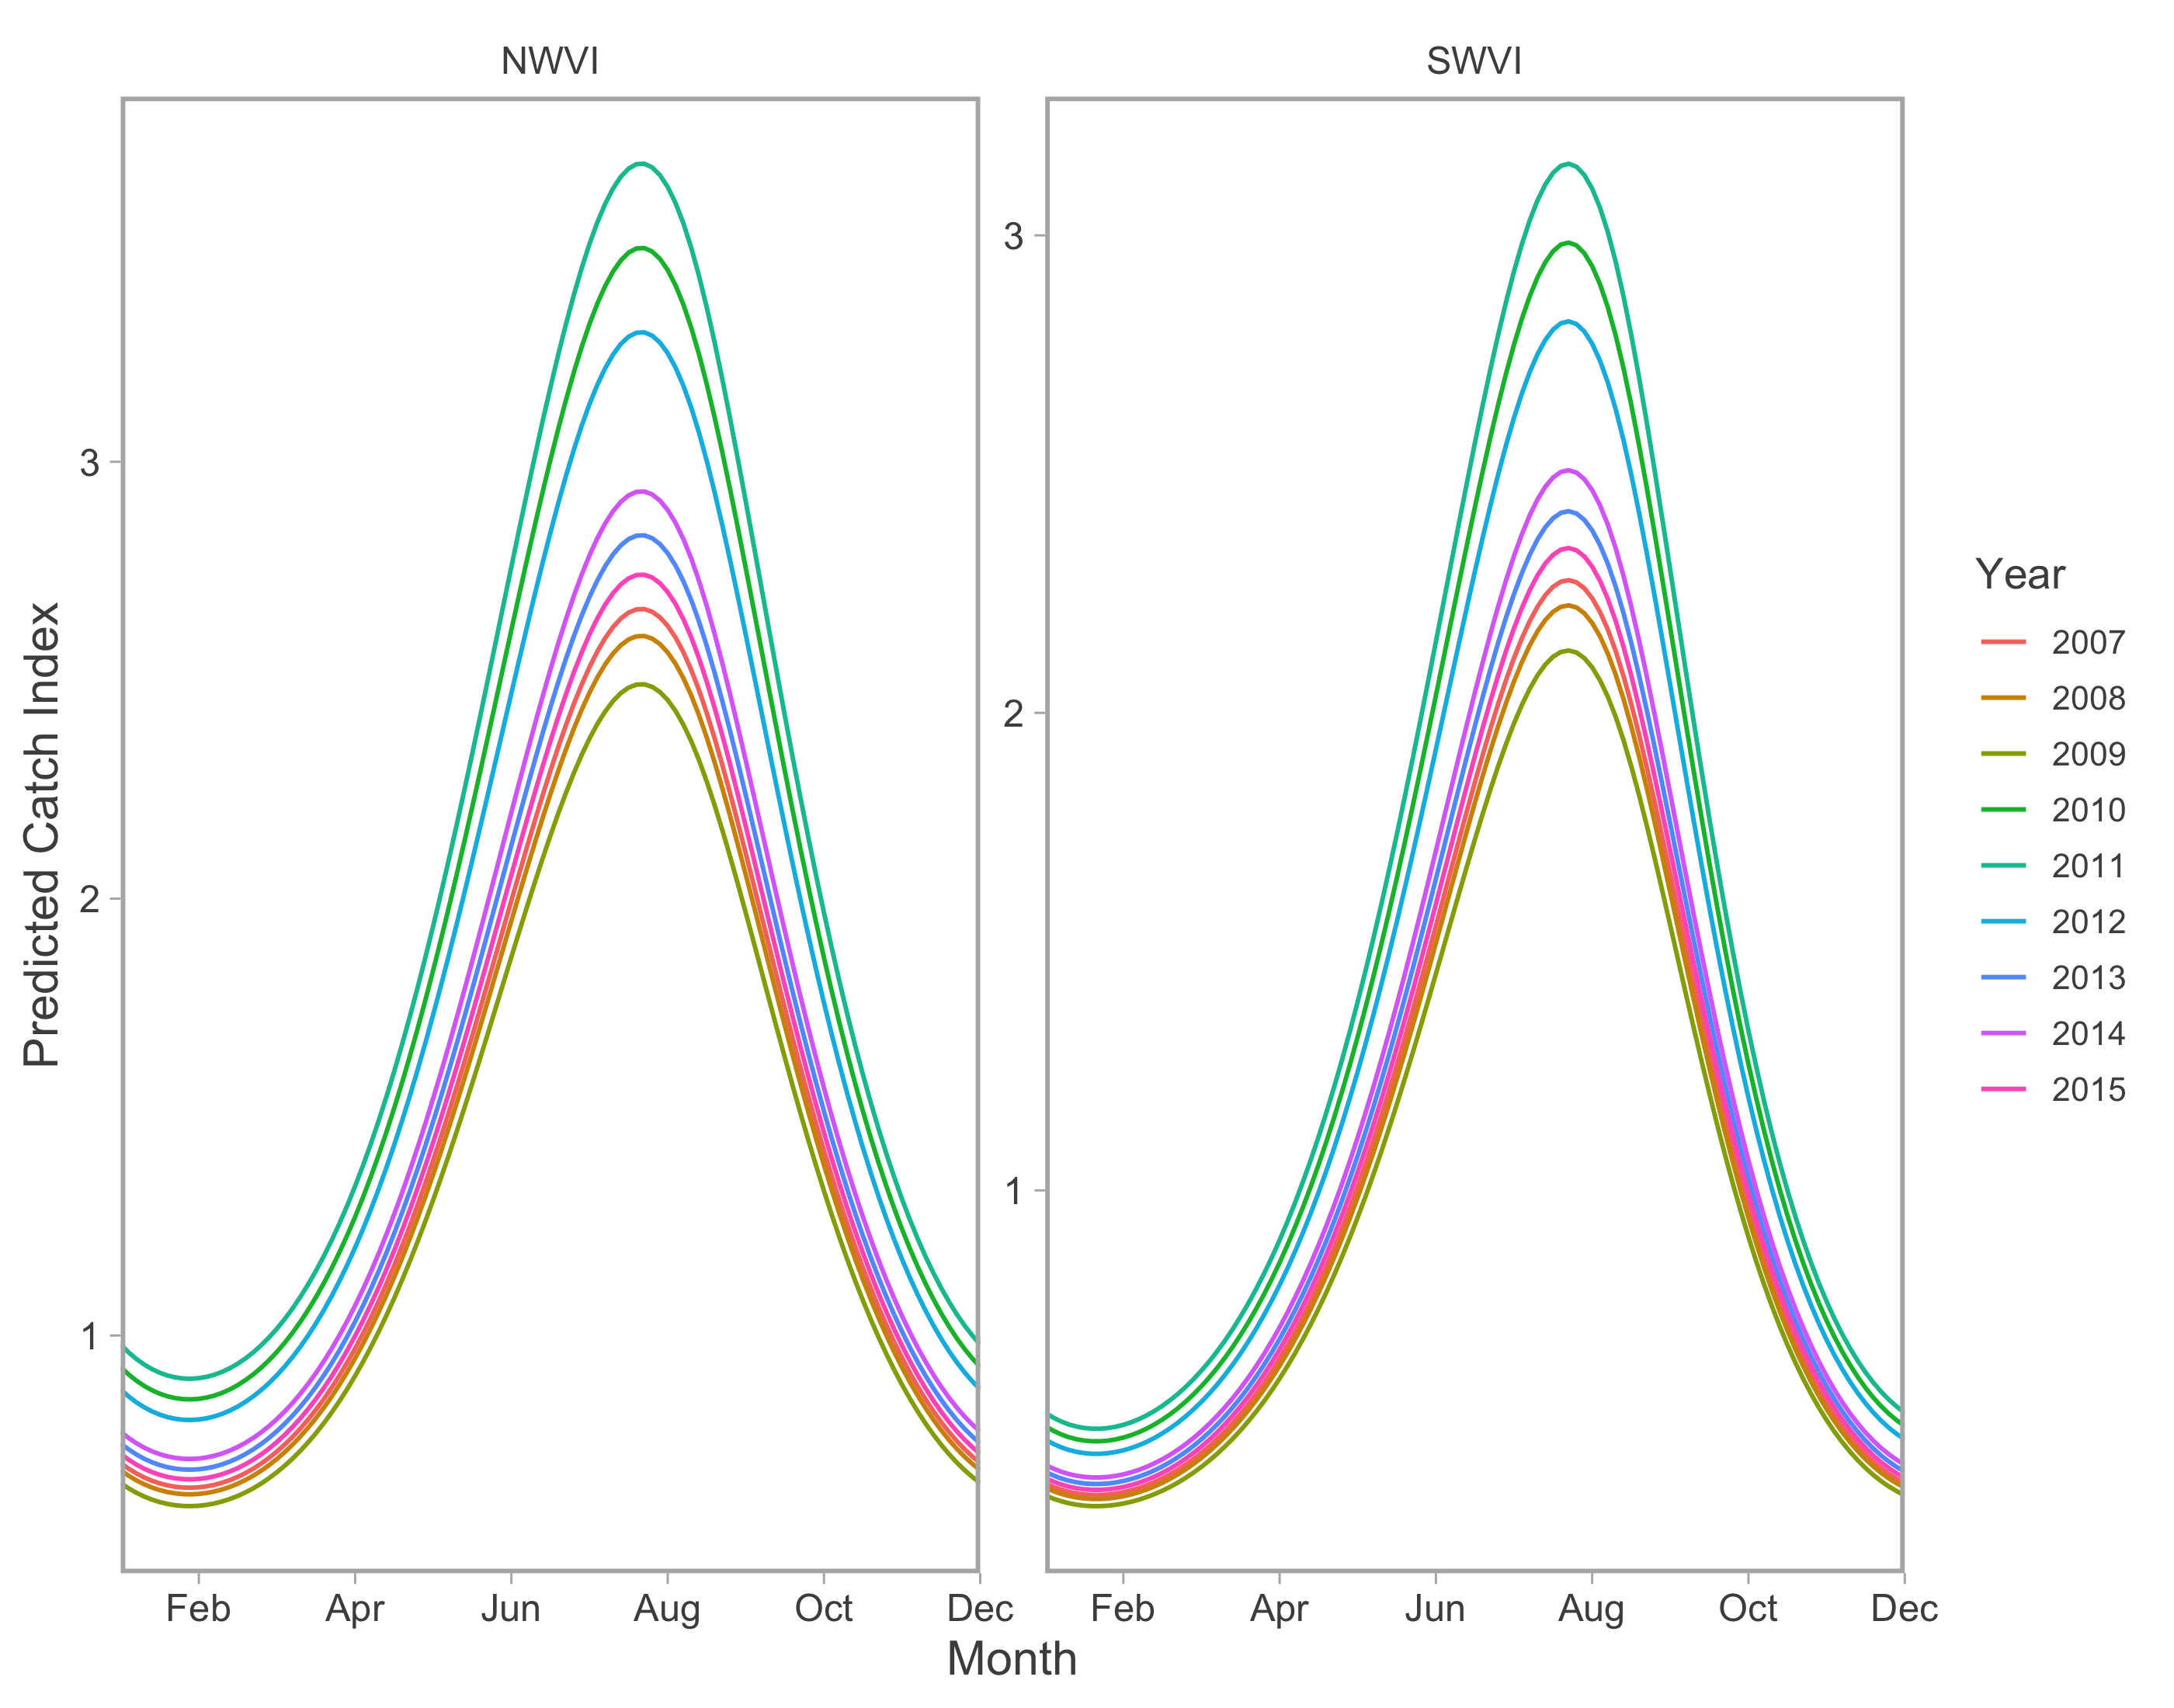 NWVI
SWVI
Predicted Catch Index
3
2
1
3
2
1
Feb Apr Jun Aug Oct Dec
Feb Apr Jun Aug Oct Dec
Month
Year
2007
2008
2009
2010
2011
2012
2013
2014
2015